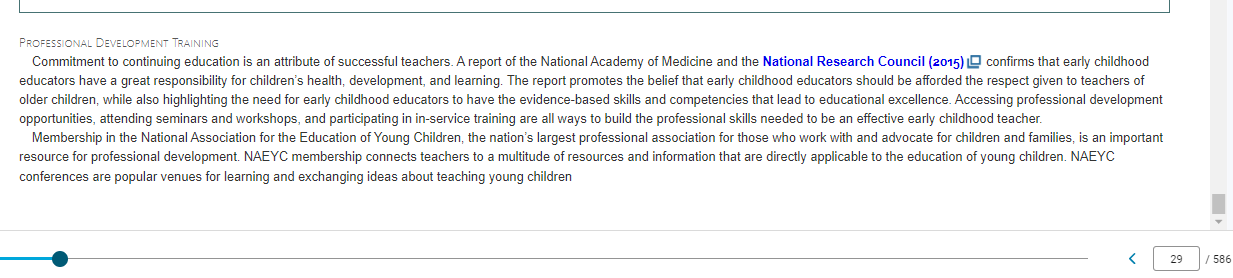 PROFESSIONAL DEVELOPMENT TRAINING
Commitment to continuing education is an attribute of successful teachers. A report of the National Academy of Medicine and the National Research Council (2015) confirms that early childhood
educators have a great responsibility for children's health, development, and learning. The report promotes the belief that early childhood educators should be afforded the respect given to teachers of
older children, while also highlighting the need for early childhood educators to have the evidence-based skills and competencies that lead to educational excellence. Accessing professional development
opportunities, attending seminars and workshops, and participating in in-service training are all ways to build the professional skills needed to be an effective early childhood teacher.
Membership in the National Association for the Education of Young Children, the nation's largest professional association for those who work with and advocate for children and families, is an important
resource for professional development. NAEYC membership connects teachers to a multitude of resources and information that are directly applicable to the education of young children. NAEYC
conferences are popular venues for learning and exchanging ideas about teaching young children
29 / 586